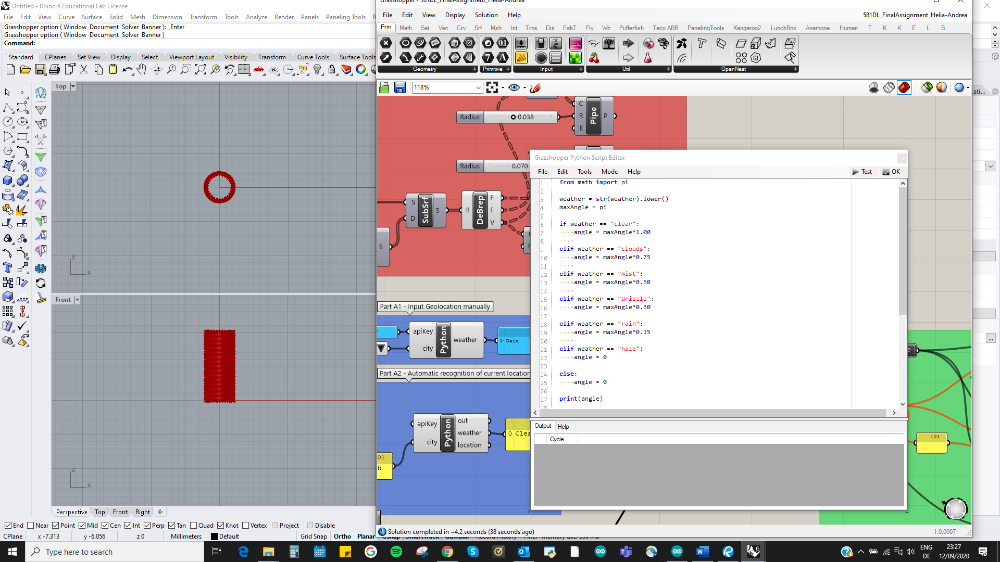 Untitled - Rhino 6 Educational Lab License
File Edit View Curve Surface Solid Mesh Dimension Transform Tools Analyze Render Panels Paneling Tools
Grasshopper option ( Window Document Solver Banner ): _Enter
Grasshopper option ( Window Document Solver Banner )
Command:
Standard CPlanes Set View Display Select Viewport Layout Visibility Transform Curve Tools Surface Tools
Top
y
x
Front
z
x
Perspective Top Front Right
End Near Point Mid Cen Int Perp Tan Quad Knot Vertex Project Disable
CPlane x -7.313 y -6.056 z 0 Millimeters Default Grid Snap Ortho Planar Osnap SmartTrack Gumball Record History Filter
Grasshopper - 581DL_FinalAssignment_Helia-Andrea
File Edit View Display Solution Help
581DL_FinalAssignment_Helia-Andrea
Prm Math Set Vec Crv Srf Msh Int Trns Dis FabT Fly Wb Pufferfish Taco ABB PanelingTools Kangaroo2 LunchBox Anemone Human T K K E L B
Geometry Primitive Input Util OpenNest
118%
Radius 0.038
C R E Pipe P
Radius 0.070
S D SubSrf S
B DeBrep F E V
S
Part A1 - Input Geolocation manually
apiKey city Python weather
0 Rain
Part A2 - Automatic recognition of current location
apiKey city Python out weather location
0 Clea
h
{0}
Grasshopper Python Script Editor
File Edit Tools Mode Help
Test OK
1 from math import pi
2
3 weather = str(weather).lower()
4 maxAngle = pi
5
6 if weather == "clear":
7 ····angle = maxAngle*1.00
8 ····
9 elif weather == "clouds":
10 ····angle = maxAngle*0.75
11 ····
12 elif weather == "mist":
13 ····angle = maxAngle*0.50
14 ····
15 elif weather == "drizzle":
16 ····angle = maxAngle*0.30
17
18 elif weather == "rain":
19 ····angle = maxAngle*0.15
20 ····
21 elif weather == "haze":
22 ····angle = 0
23
24 else:
25 ····angle = 0
26
27 print(angle)
28
Output Help
Cycle
Solution completed in ~4.2 seconds (38 seconds ago)
1.0.0007
Type here to search
ENG
DE
23:27
12/09/2020